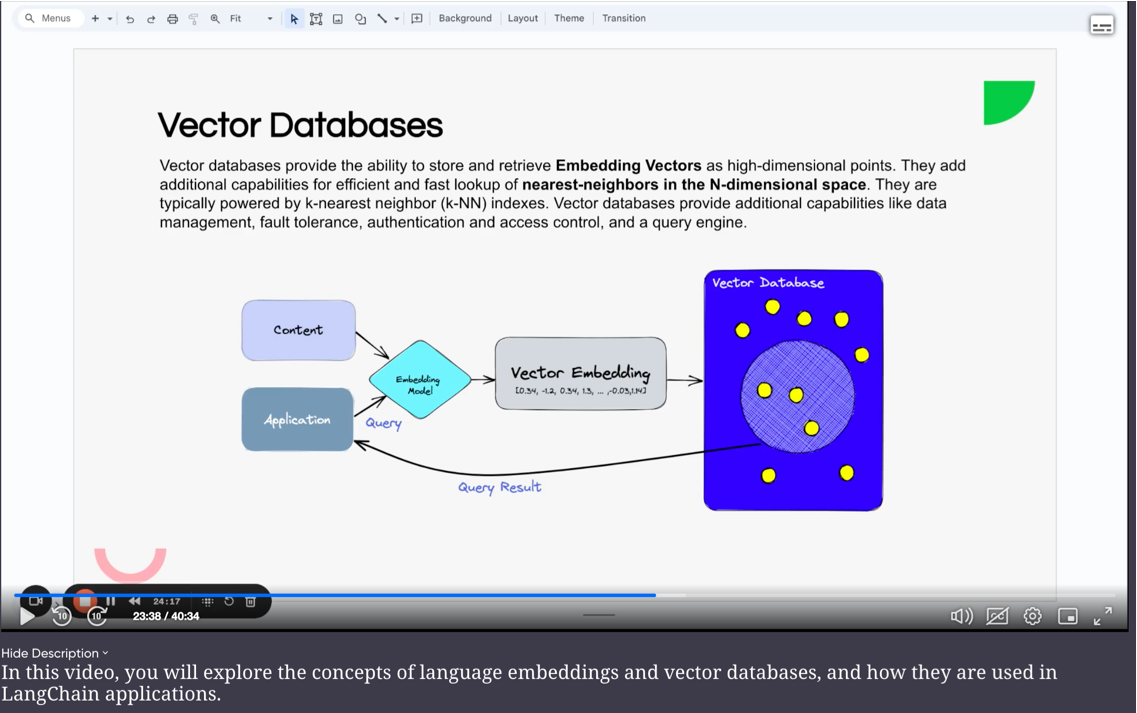 Menus Fit Background Layout Theme Transition
Vector Databases
Vector databases provide the ability to store and retrieve Embedding Vectors as high-dimensional points. They add
additional capabilities for efficient and fast lookup of nearest-neighbors in the N-dimensional space. They are
typically powered by k-nearest neighbor (k-NN) indexes. Vector databases provide additional capabilities like data
management, fault tolerance, authentication and access control, and a query engine.
Vector Database
Content
Embedding
Model
Vector Embedding
[0.34, -1.2, 0.34, 1.3, ... ,-0.03,1.14]
Application
Query
Query Result
24:17
10 10 23:38 / 40:34
Hide Description
In this video, you will explore the concepts of language embeddings and vector databases, and how they are used in
LangChain applications.